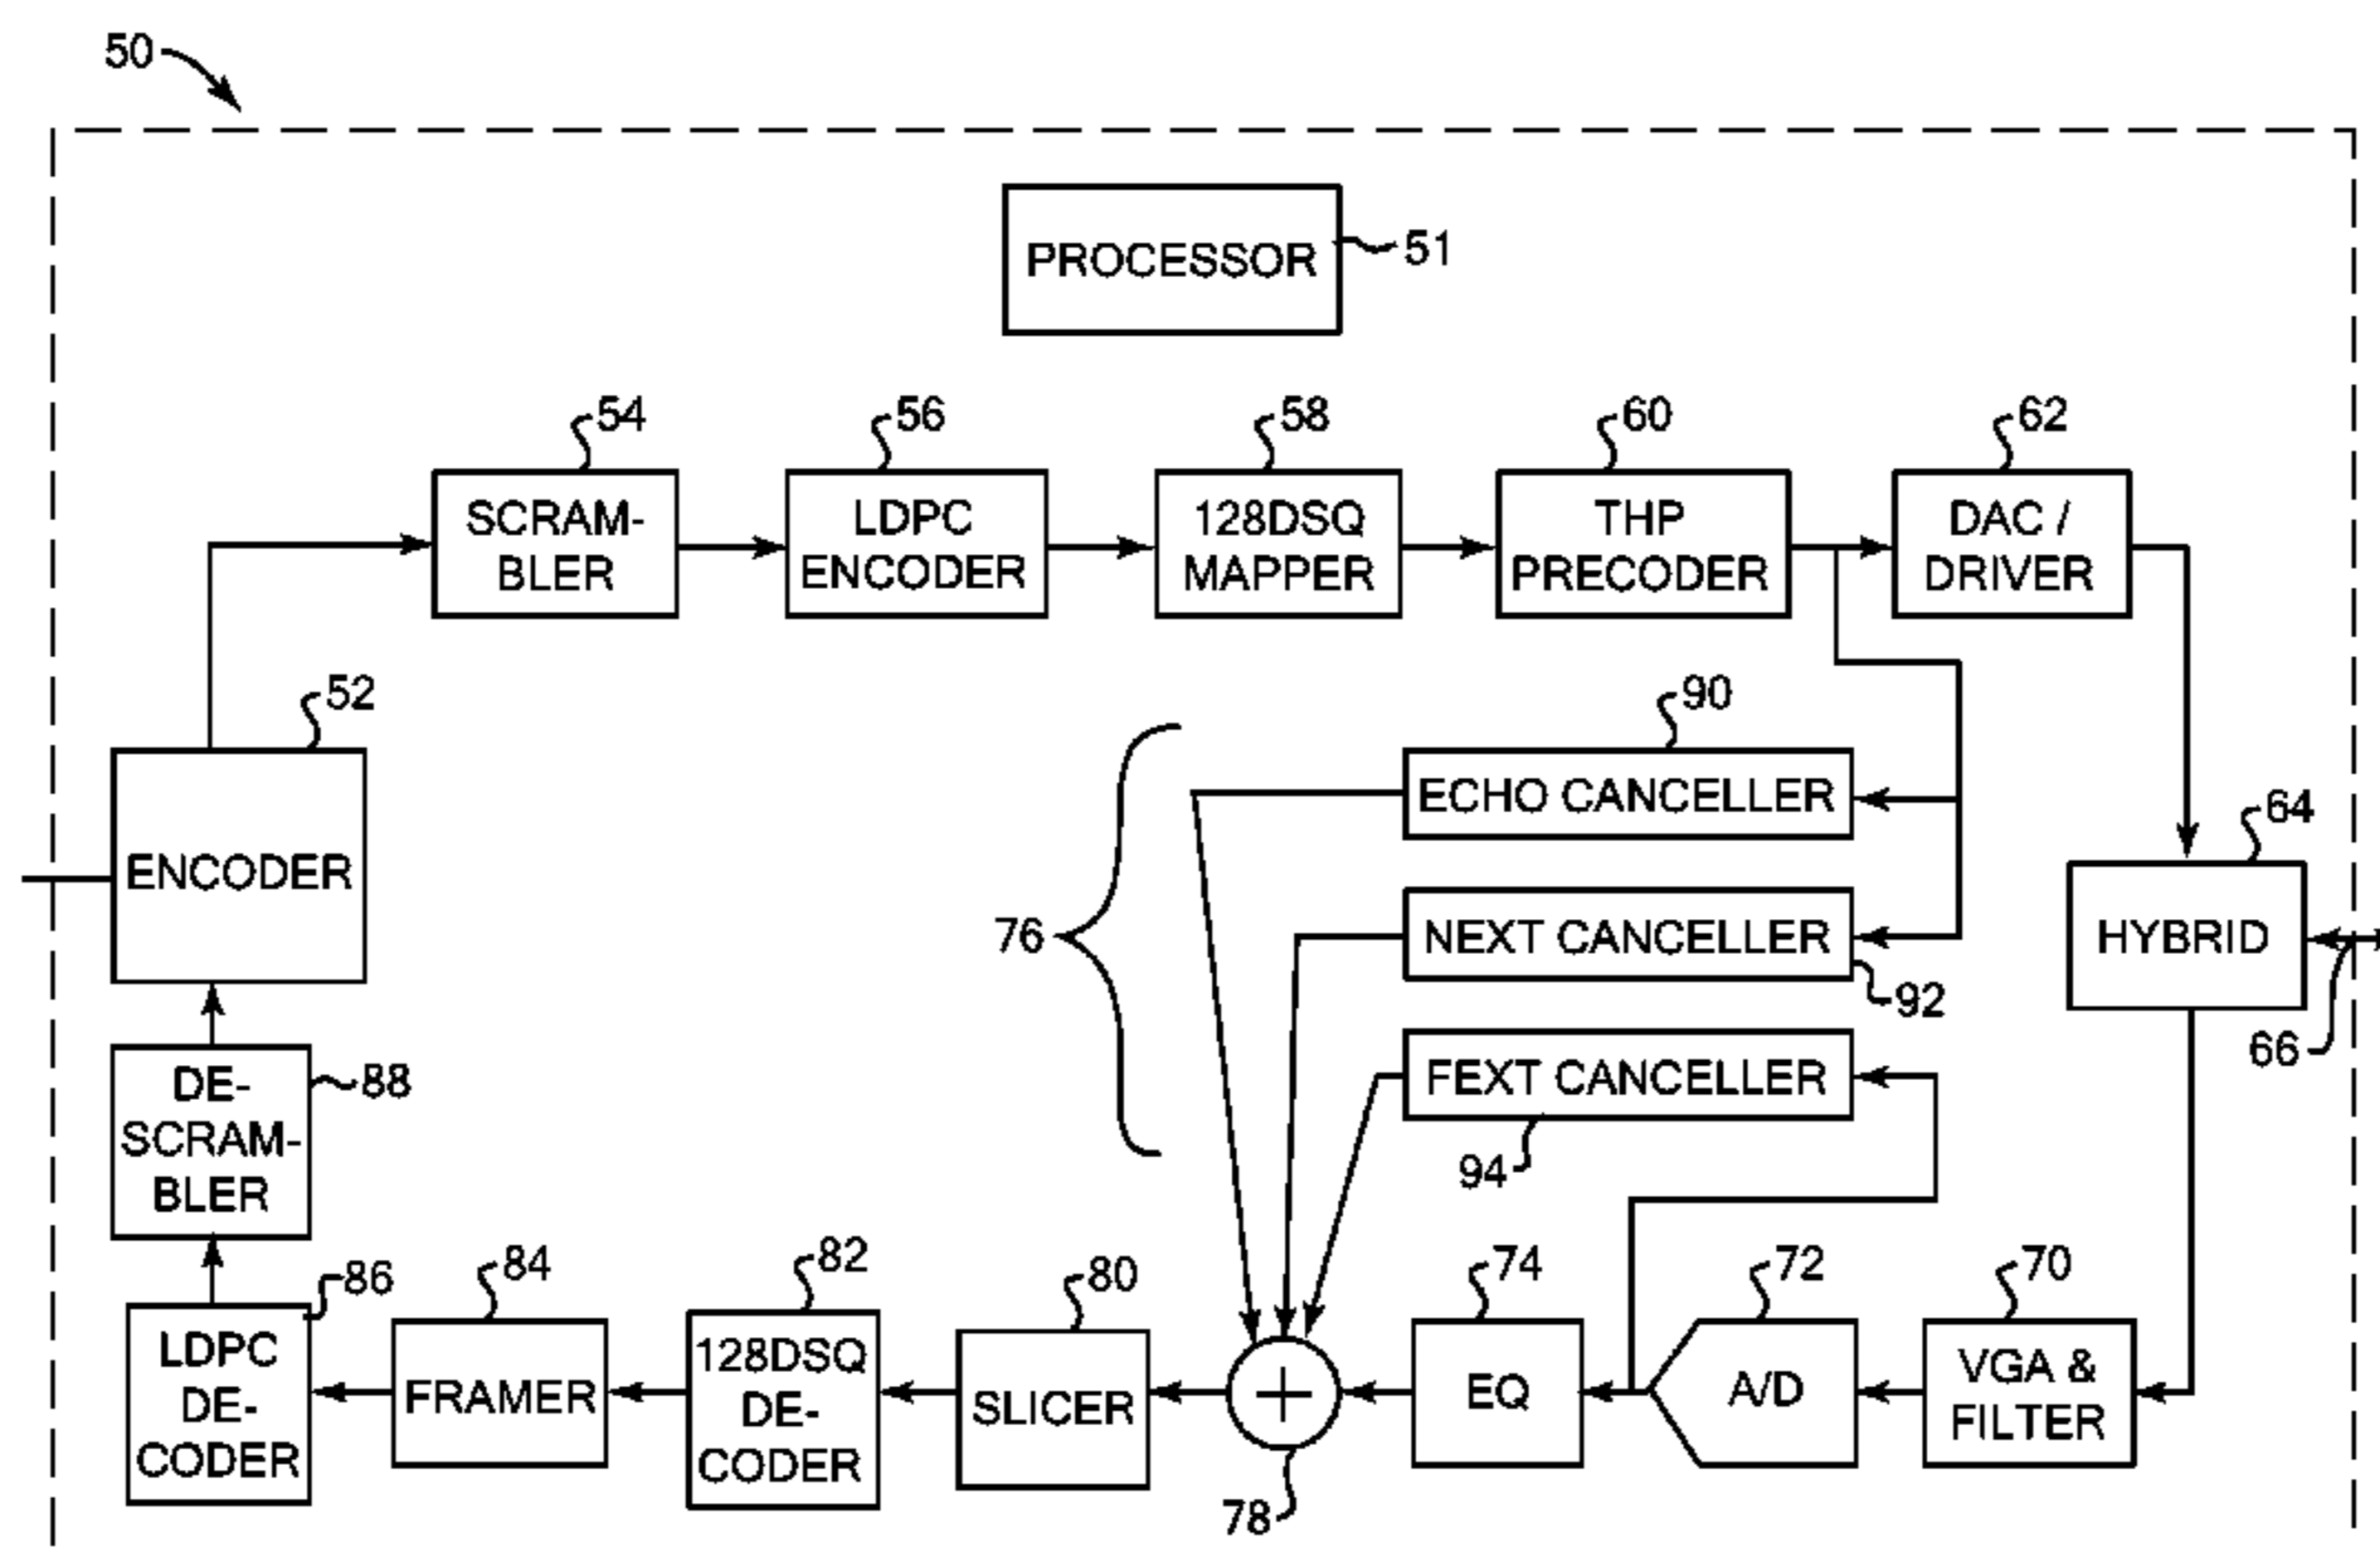 50
PROCESSOR
51
54
56
58
60
62
SCRAM-
BLER
LDPC
ENCODER
128DSQ
MAPPER
THP
PRECODER
DAC /
DRIVER
52
90
ENCODER
ECHO CANCELLER
64
76
NEXT CANCELLER
HYBRID
92
66
DE-
SCRAM-
BLER
88
FEXT CANCELLER
94
86
84
82
80
74
72
70
LDPC
DE-
CODER
FRAMER
128DSQ
DE-
CODER
SLICER
+
EQ
A/D
VGA &
FILTER
78